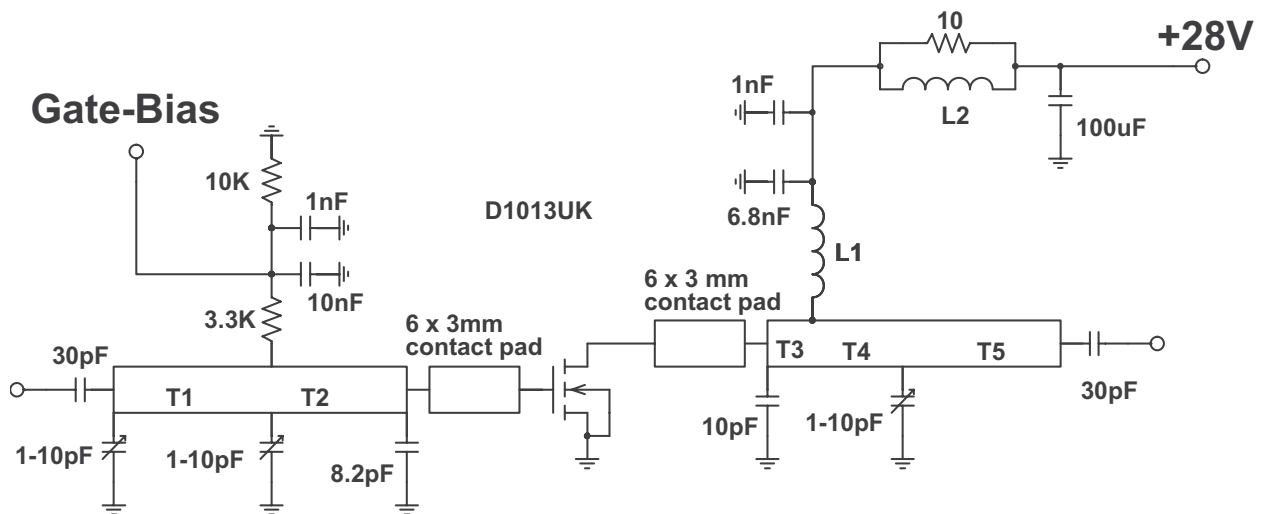 10
+28V
1nF
L2
100uF
Gate-Bias
10K
1nF
6.8nF
D1013UK
L1
10nF
6 x 3 mm
contact pad
3.3K
6 x 3mm
contact pad
30pF
T1
T2
T3
T4
T5
30pF
1-10pF
1-10pF
8.2pF
10pF
1-10pF